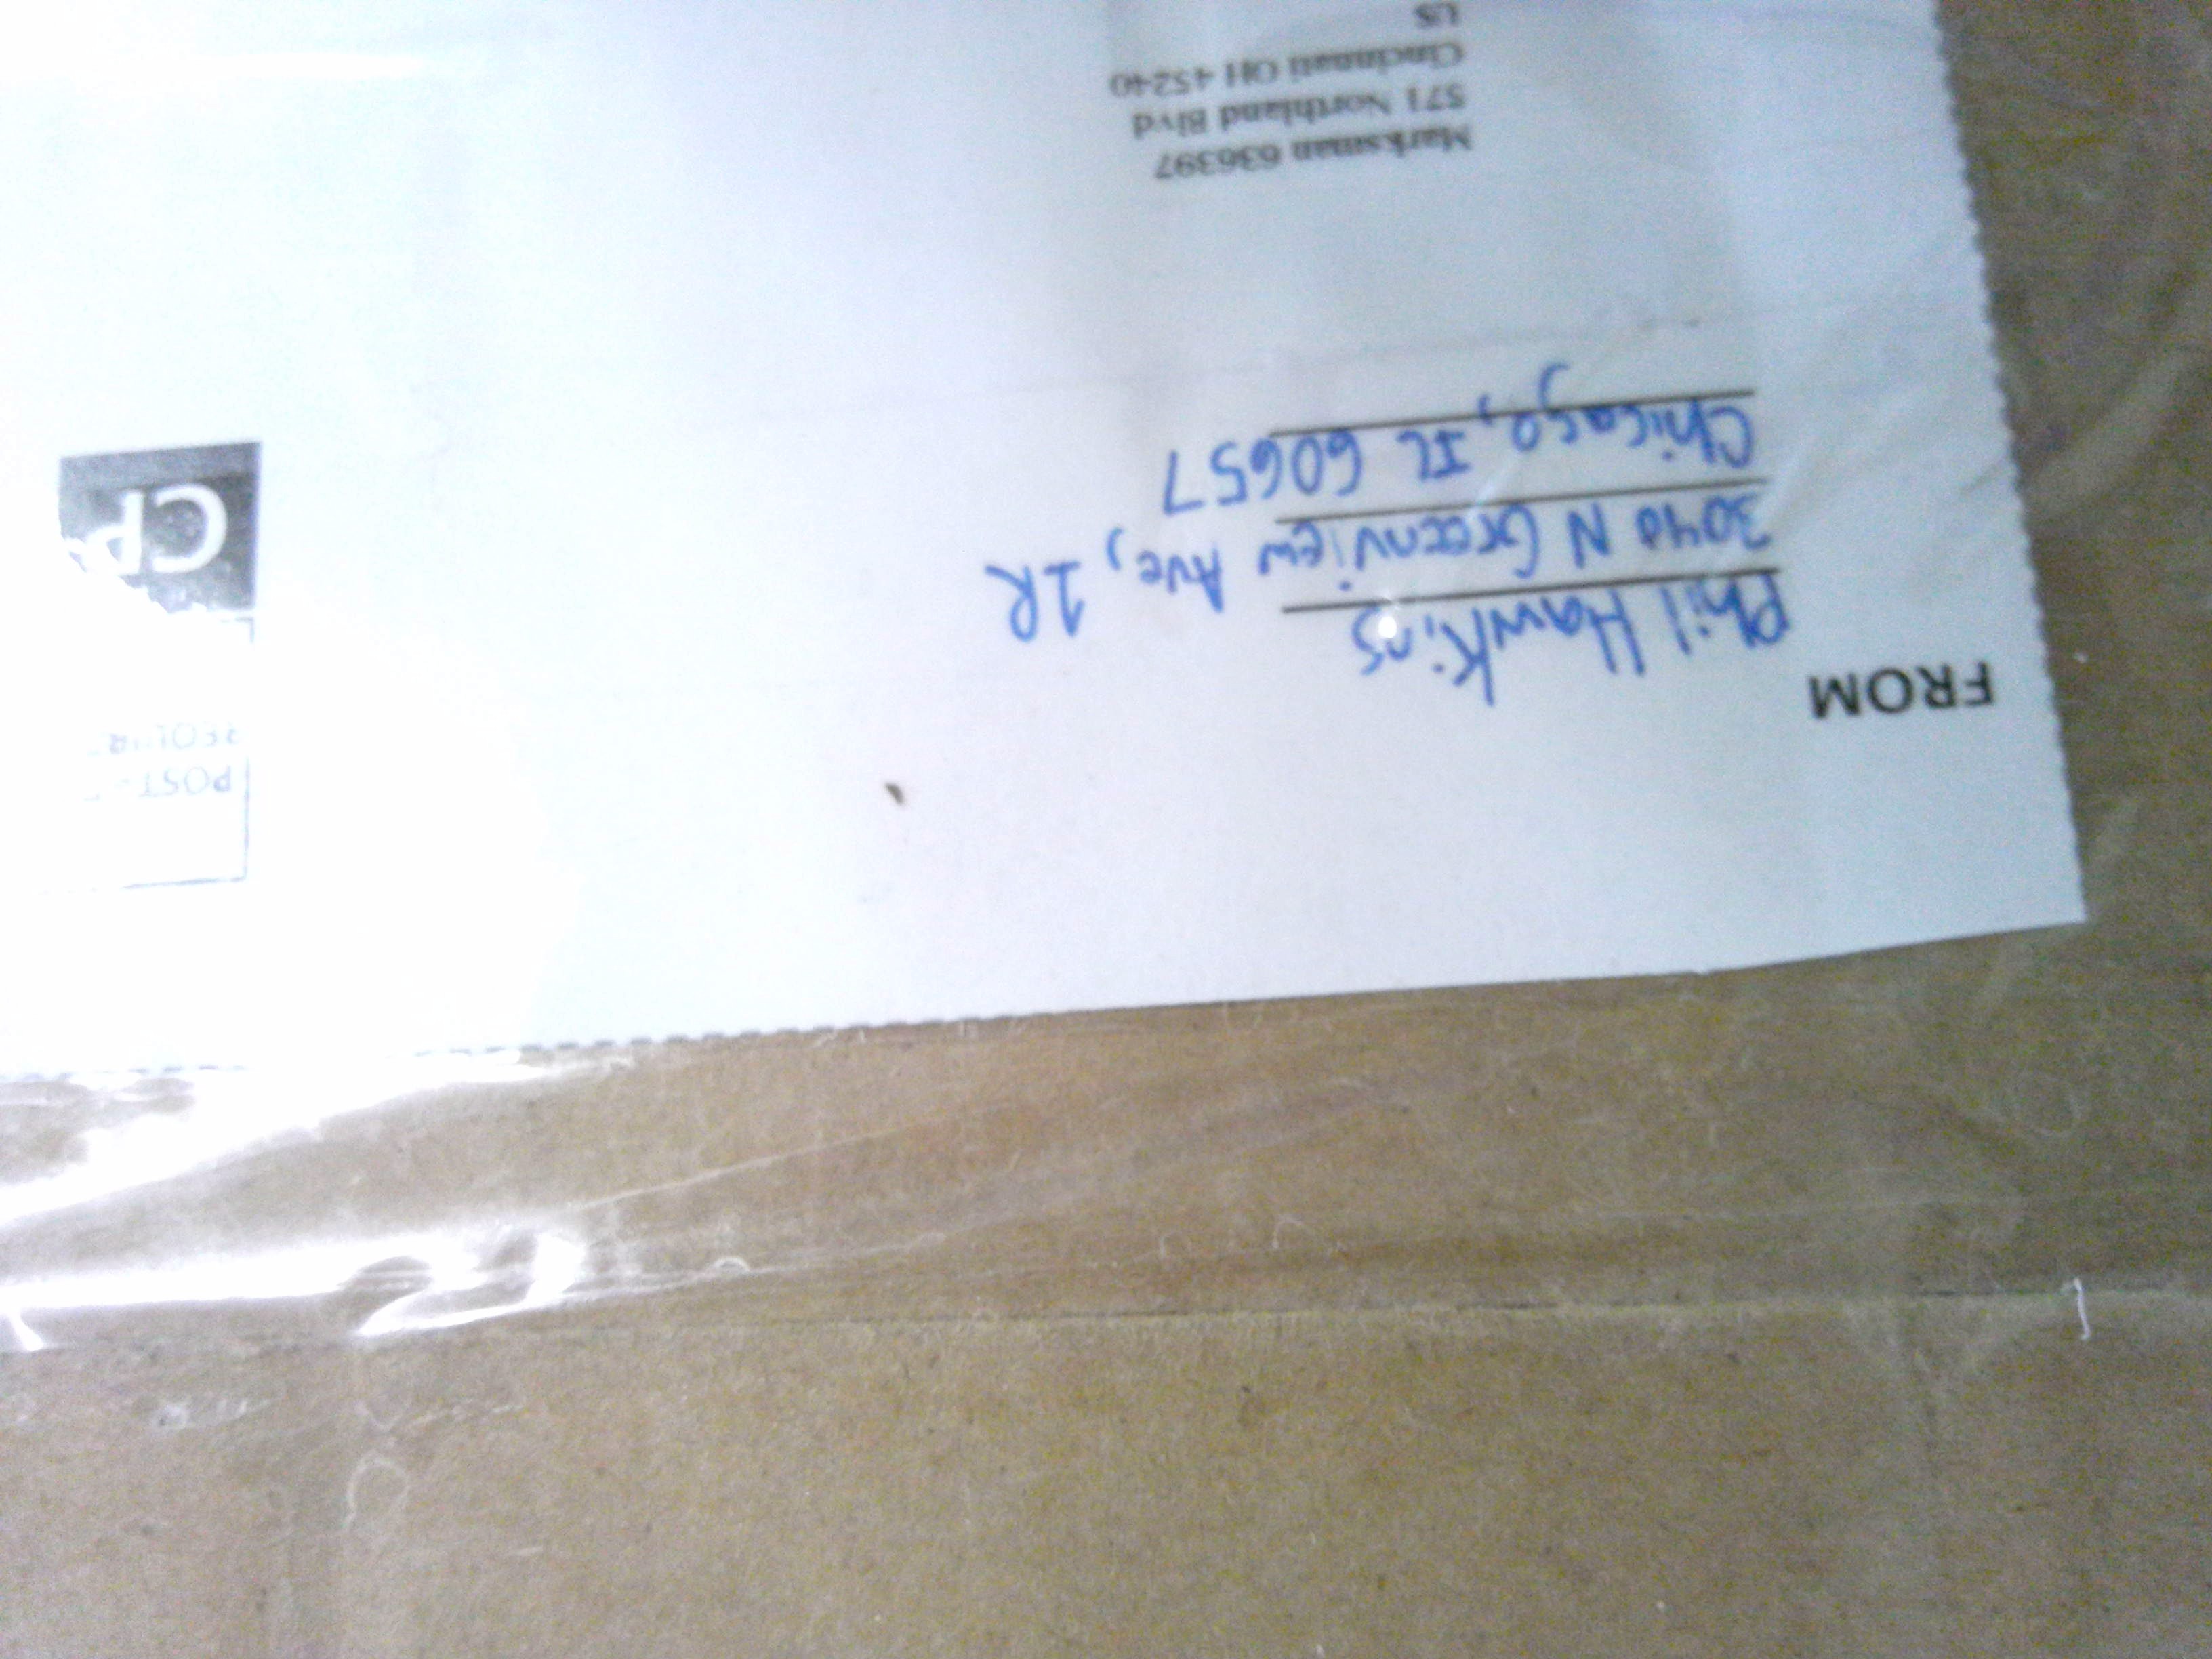 FROM
Phil Hawkins
3040 N Greenview Ave, 1R
Chicago, IL 60657
Marksman 636397
571 Northland Blvd
Cincinnati OH 45240
US
CP